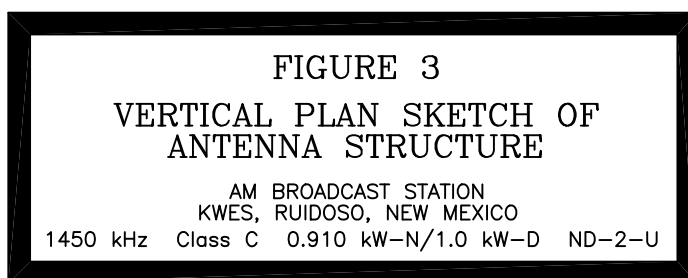 FIGURE 3
VERTICAL PLAN SKETCH OF
ANTENNA STRUCTURE
AM BROADCAST STATION
KWES, RUIDOSO, NEW MEXICO
1450 kHz Class C 0.910 kW-N/1.0 kW-D ND-2-U